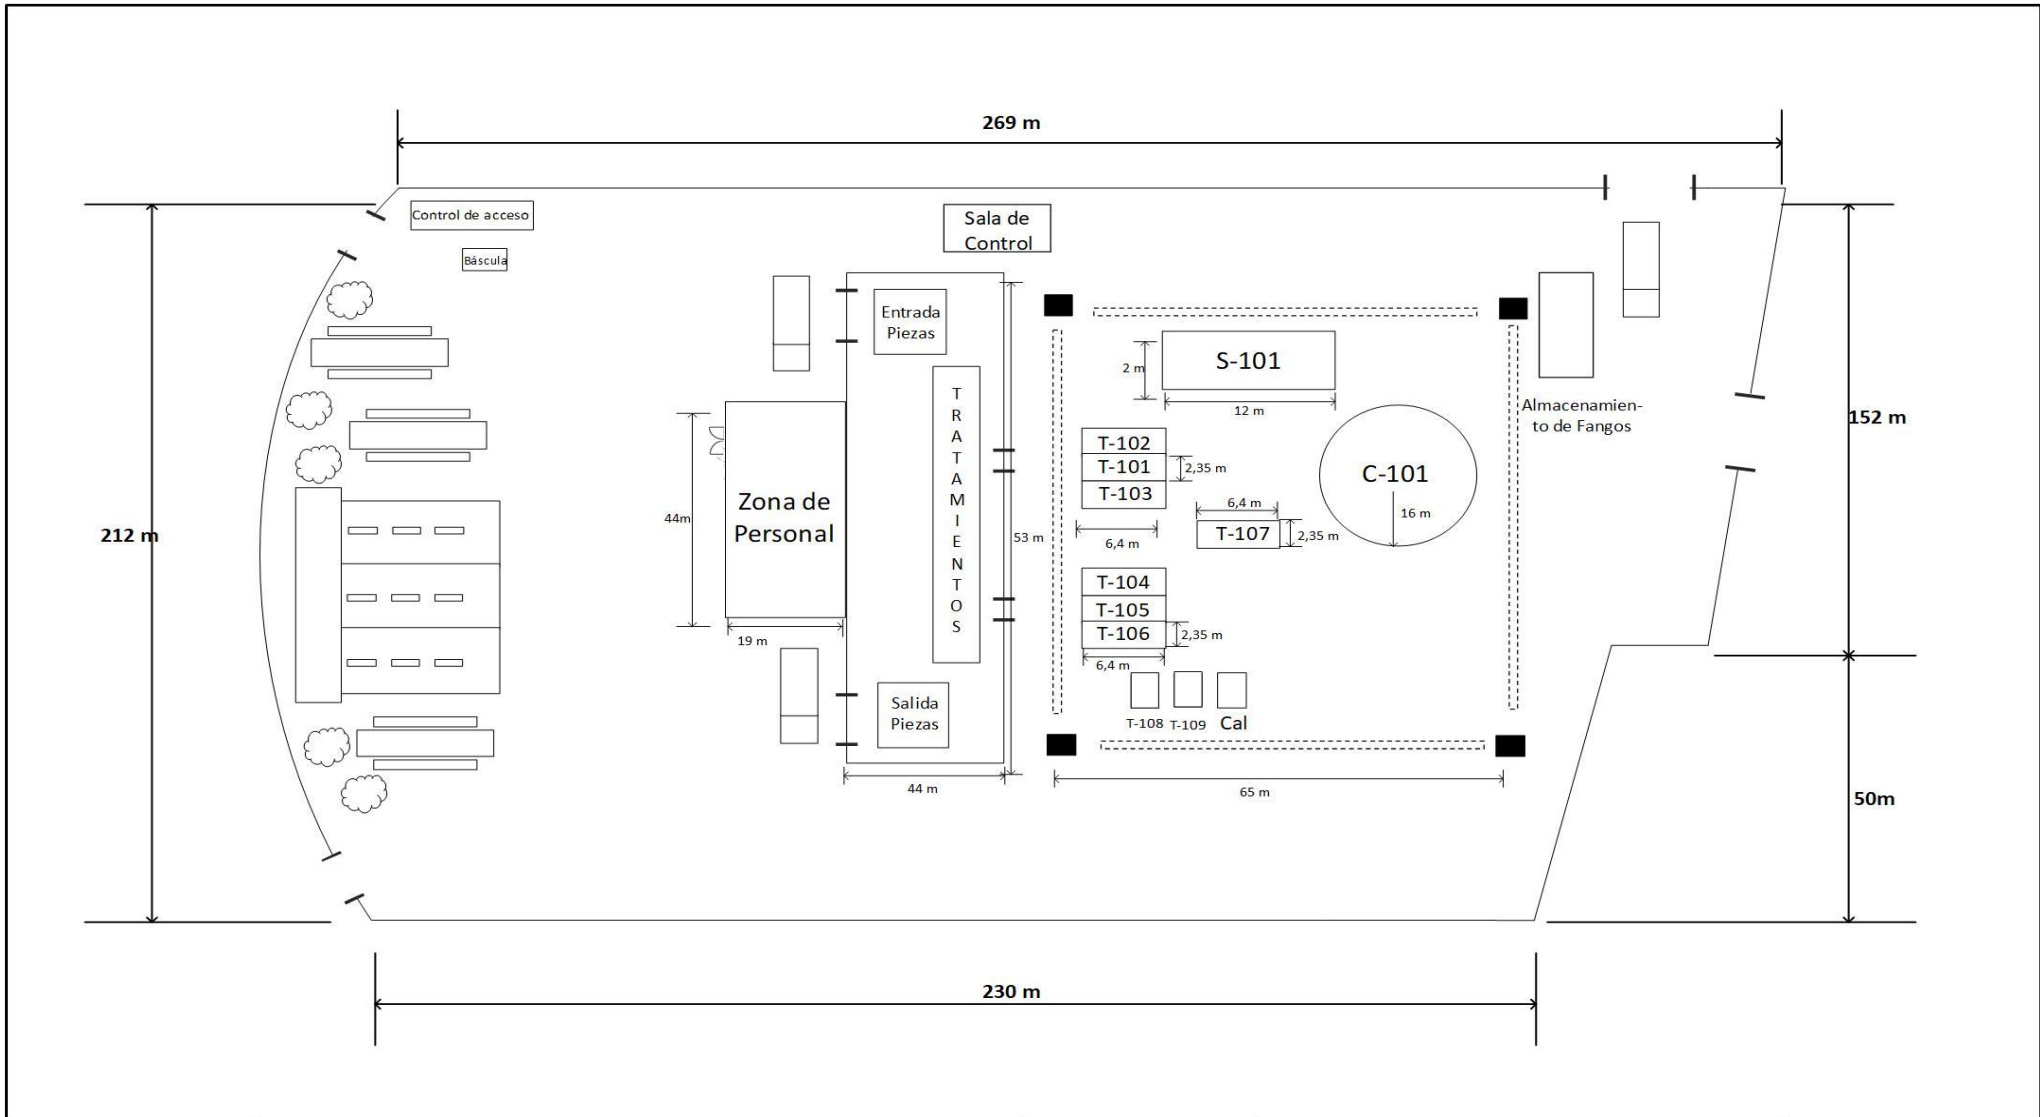 269 m
Control de acceso
Sala de
Control
Báscula
Entrada
Piezas
S-101
2 m
12 m
Almacenamien-
to de Fangos
152 m
T
R
A
T
A
M
I
E
N
T
O
S
T-102
T-101
2,35 m
T-103
C-101
16 m
6,4 m
T-107
2,35 m
6,4 m
Zona de
Personal
44m
53 m
212 m
T-104
T-105
T-106
2,35 m
6,4 m
19 m
Salida
Piezas
T-108
T-109
Cal
44 m
65 m
50m
230 m